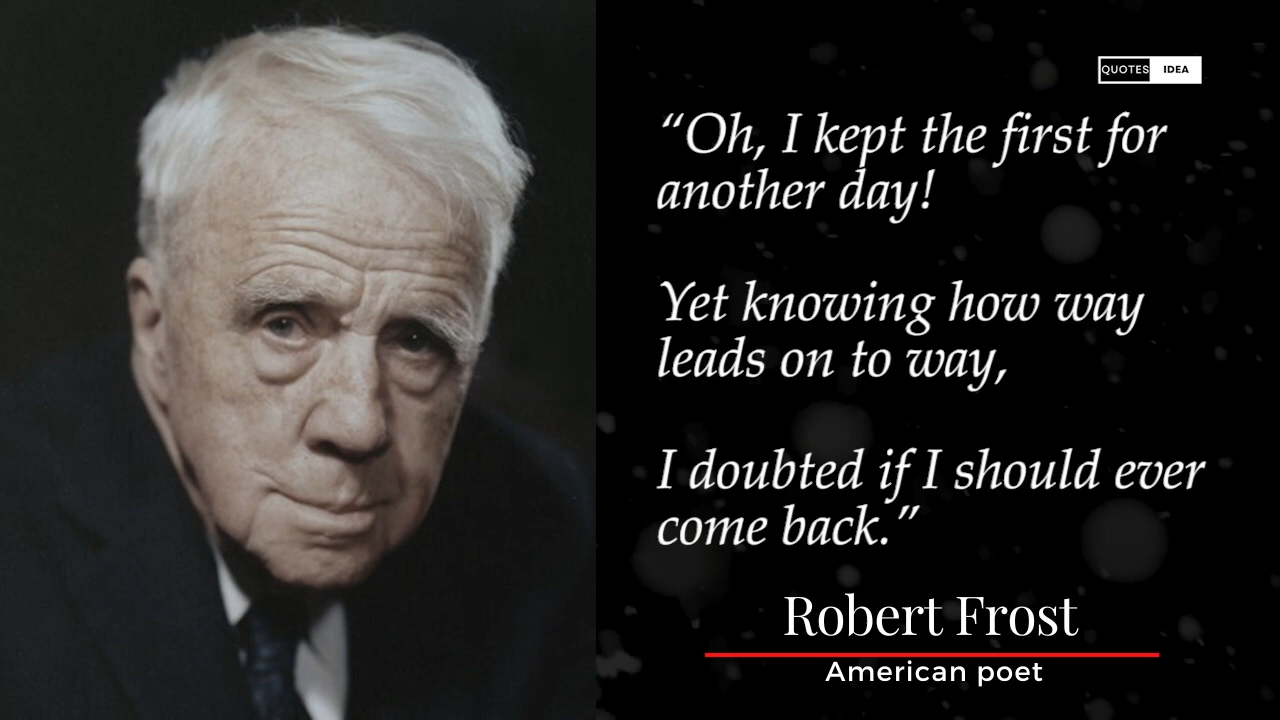 QUOTES IDEA
“Oh, I kept the first for
another day!
Yet knowing how way
leads on to way,
I doubted if I should ever
come back.”
Robert Frost
American poet